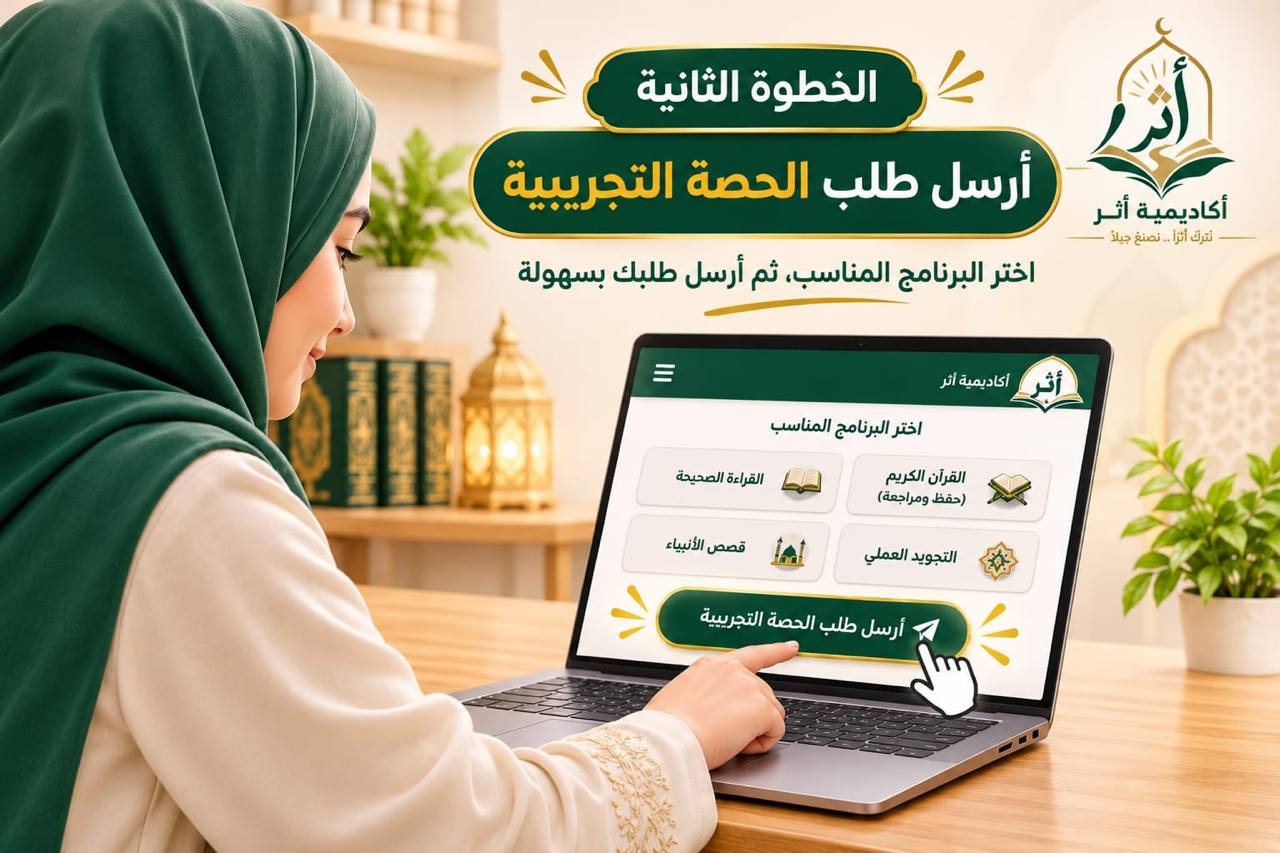 الخطوة الثانية
أرسل طلب الحصة التجريبية
اختر البرنامج المناسب، ثم أرسل طلبك بسهولة
أثر
أكاديمية أثر
نترك أثرًا .. نصنع جيلاً
أكاديمية أثر
أثر
اختر البرنامج المناسب
القرآن الكريم
(حفظ ومراجعة)
القراءة الصحيحة
التجويد العملي
قصص الأنبياء
أرسل طلب الحصة التجريبية